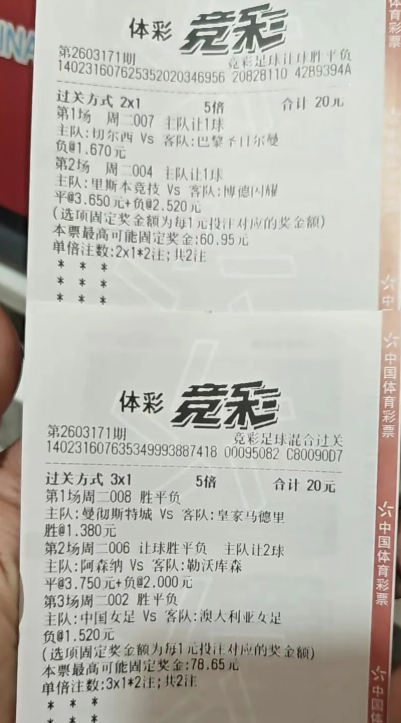 体彩 竞彩
第2603171期 竞彩足球让球胜平负
140231607625352020346956 20828110 4289394A
过关方式 2x1 5倍 合计 20元
第1场 周二007 主队让1球
主队:切尔西 Vs 客队:巴黎圣日尔曼
负@1.670元
第2场 周二004 主队让1球
主队:里斯本竞技 Vs 客队:博德闪耀
平@3.650元+负@2.520元
(选项固定奖金额为每1元投注对应的奖金额)
本票最高可能固定奖金:60.95元
单倍注数:2x1*2注;共2注
* * *
* * *
* * *
体彩 竞彩
第2603171期 竞彩足球混合过关
140231607635349993887418 00095082 C80090D7
过关方式 3x1 5倍 合计 20元
第1场周二008 胜平负
主队:曼彻斯特城 Vs 客队:皇家马德里
胜@1.380元
第2场周二006 让球胜平负 主队让2球
主队:阿森纳 Vs 客队:勒沃库森
平@3.750元+负@2.000元
第3场周二002 胜平负
主队:中国女足 Vs 客队:澳大利亚女足
负@1.520元
(选项固定奖金额为每1元投注对应的奖金额)
本票最高可能固定奖金:78.65元
单倍注数:3x1*2注;共2注
* * *
* * *
体育彩票
中国体育彩票
中国体育彩票
中国体